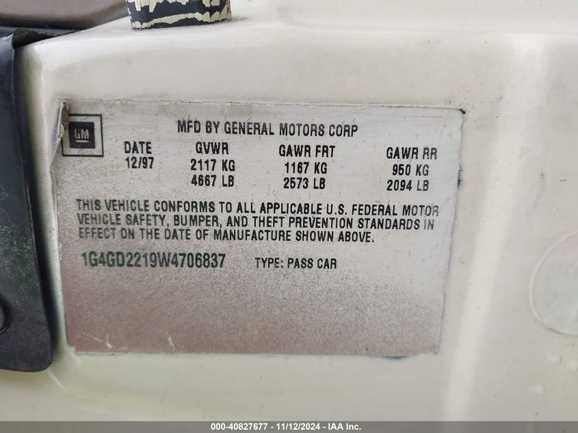 GM
MFD BY GENERAL MOTORS CORP
DATE GVWR GAWR FRT GAWR RR
12/97 2117 KG 1167 KG 950 KG
4667 LB 2573 LB 2094 LB
THIS VEHICLE CONFORMS TO ALL APPLICABLE U.S. FEDERAL MOTOR
VEHICLE SAFETY, BUMPER, AND THEFT PREVENTION STANDARDS IN
EFFECT ON THE DATE OF MANUFACTURE SHOWN ABOVE.
1G4GD2219W4706837 TYPE: PASS CAR
000-40827677 - 11/12/2024 - IAA Inc.